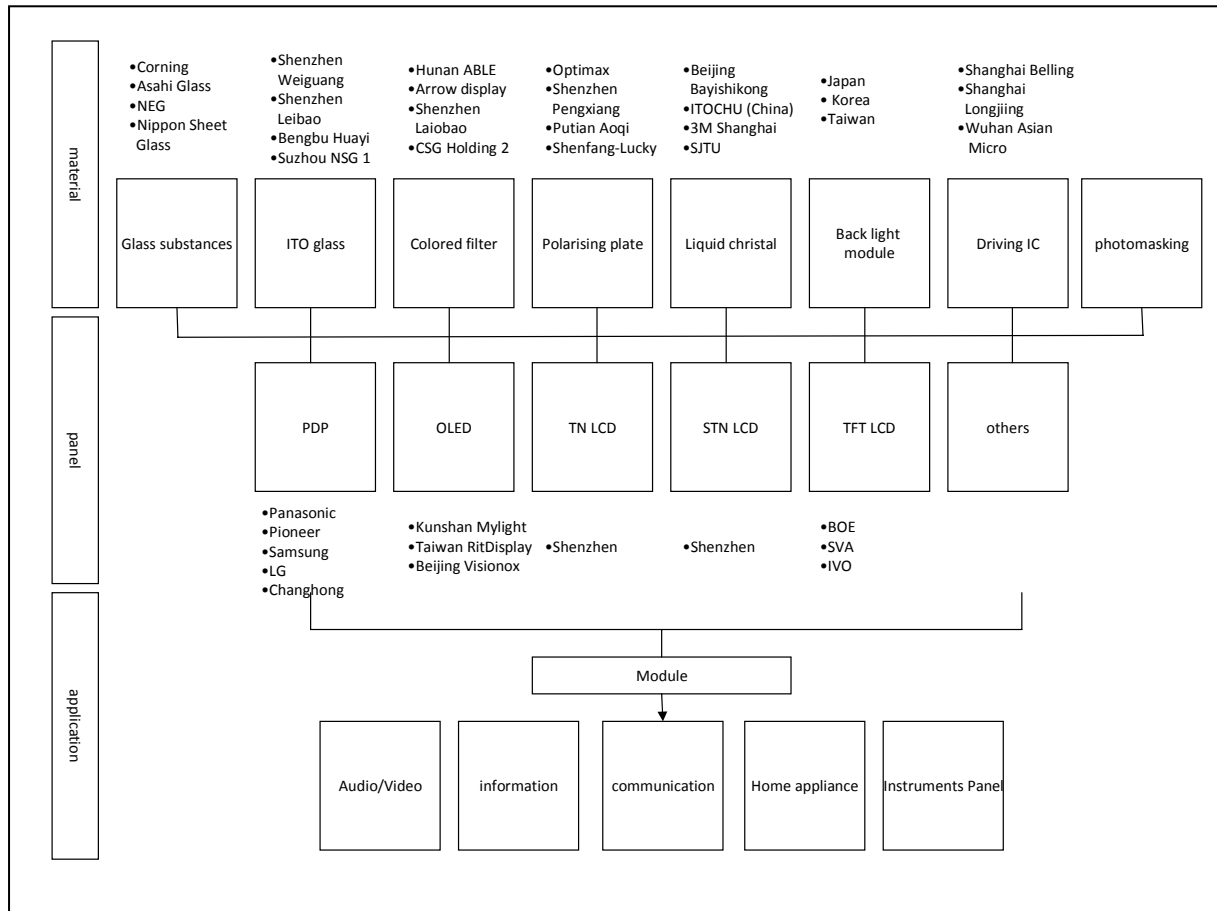 material
•Corning
•Asahi Glass
•NEG
•Nippon Sheet
Glass
•Shenzhen
Weiguang
•Shenzhen
Leibao
•Bengbu Huayi
•Suzhou NSG 1
•Hunan ABLE
•Arrow display
•Shenzhen
Laiobao
•CSG Holding 2
•Optimax
•Shenzhen
Pengxiang
•Putian Aoqi
•Shenfang-Lucky
•Beijing
Bayishikong
•ITOCHU (China)
•3M Shanghai
•SJTU
•Japan
• Korea
•Taiwan
•Shanghai Belling
•Shanghai
Longjiing
•Wuhan Asian
Micro
Glass substances
ITO glass
Colored filter
Polarising plate
Liquid christal
Back light
module
Driving IC
photomasking
panel
PDP
OLED
TN LCD
STN LCD
TFT LCD
others
•Panasonic
•Pioneer
•Samsung
•LG
•Changhong
•Kunshan Mylight
•Taiwan RitDisplay
•Beijing Visionox
•Shenzhen
•Shenzhen
•BOE
•SVA
•IVO
application
Module
Audio/Video
information
communication
Home appliance
Instruments Panel